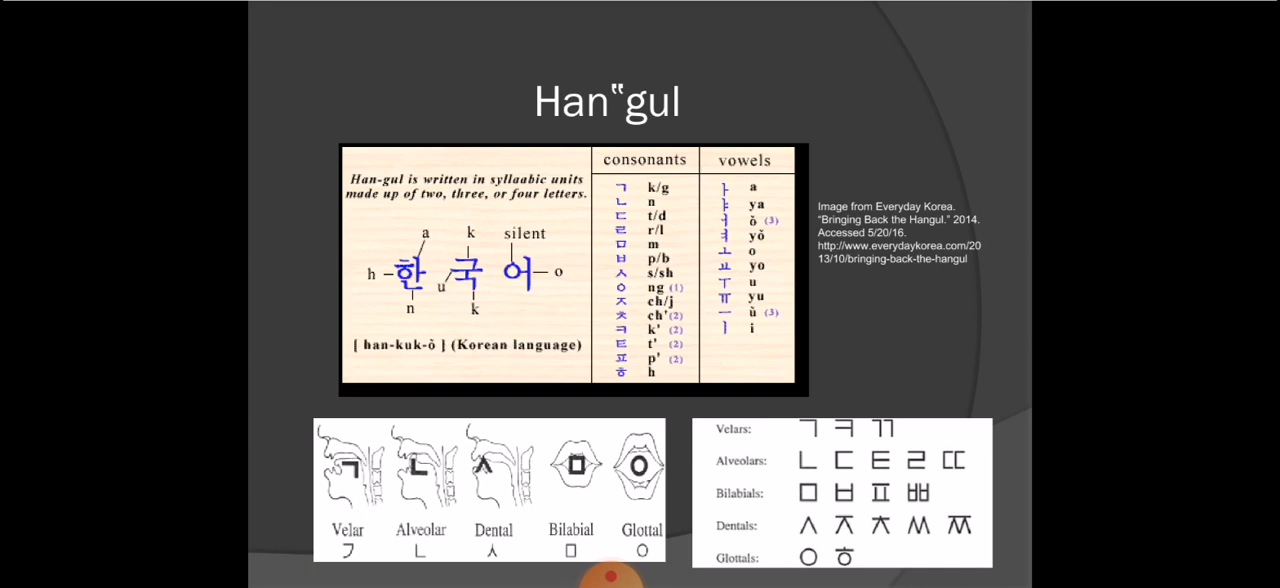 Han‟gul
Han-gul is written in syllaabic units
made up of two, three, or four letters.
a k silent
h 한 u 국 어 o
n k
[ han-kuk-ŏ ] (Korean language)
consonants
ㄱ k/g
ㄴ n
ㄷ t/d
ㄹ r/l
ㅁ m
ㅂ p/b
ㅅ s/sh
ㅇ ng (1)
ㅈ ch/j
ㅊ ch' (2)
ㅋ k' (2)
ㅌ t' (2)
ㅍ p' (2)
ㅎ h
vowels
ㅏ a
ㅑ ya
ㅓ ŏ (3)
ㅕ yŏ
ㅗ o
ㅛ yo
ㅜ u
ㅠ yu
ㅡ ŭ (3)
ㅣ i
Image from Everyday Korea.
“Bringing Back the Hangul.” 2014.
Accessed 5/20/16.
http://www.everydaykorea.com/20
13/10/bringing-back-the-hangul
ㄱ ㄴ ㅅ ㅁ ㅇ
Velar Alveolar Dental Bilabial Glottal
ㄱ ㄴ ㅅ ㅁ ㅇ
Velars: ㄱ ㅋ ㄲ
Alveolars: ㄴ ㄷ ㅌ ㄹ ㄸ
Bilabials: ㅁ ㅂ ㅍ ㅃ
Dentals: ㅅ ㅈ ㅊ ㅆ ㅉ
Glottals: ㅇ ㅎ